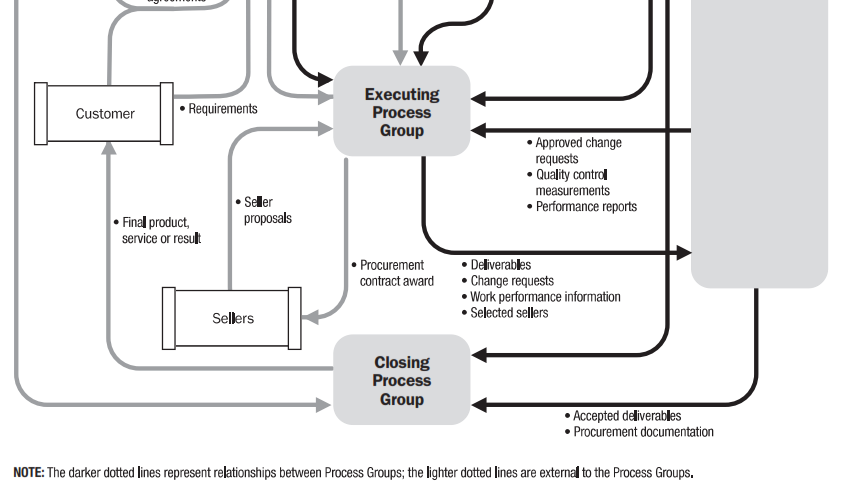 agreements
Customer
• Requirements
Executing
Process
Group
• Approved change
requests
• Quality control
measurements
• Performance reports
• Seller
proposals
• Final product,
service or result
• Procurement
contract award
• Deliverables
• Change requests
• Work performance information
• Selected sellers
Sellers
Closing
Process
Group
• Accepted deliverables
• Procurement documentation
NOTE: The darker dotted lines represent relationships between Process Groups; the lighter dotted lines are external to the Process Groups.